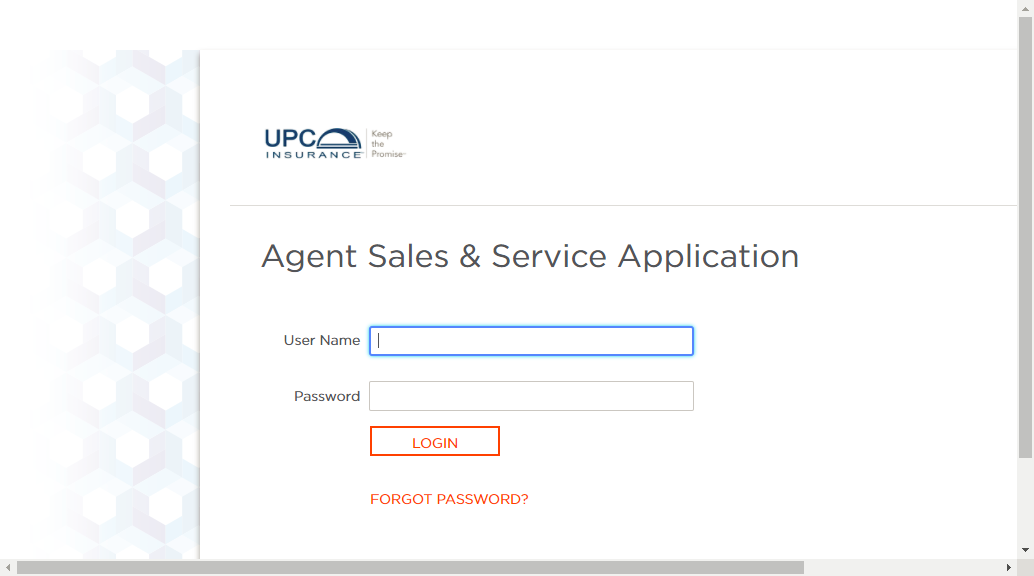 UPC
INSURANCE
Keep
the
Promise
Agent Sales & Service Application
User Name
Password
LOGIN
FORGOT PASSWORD?